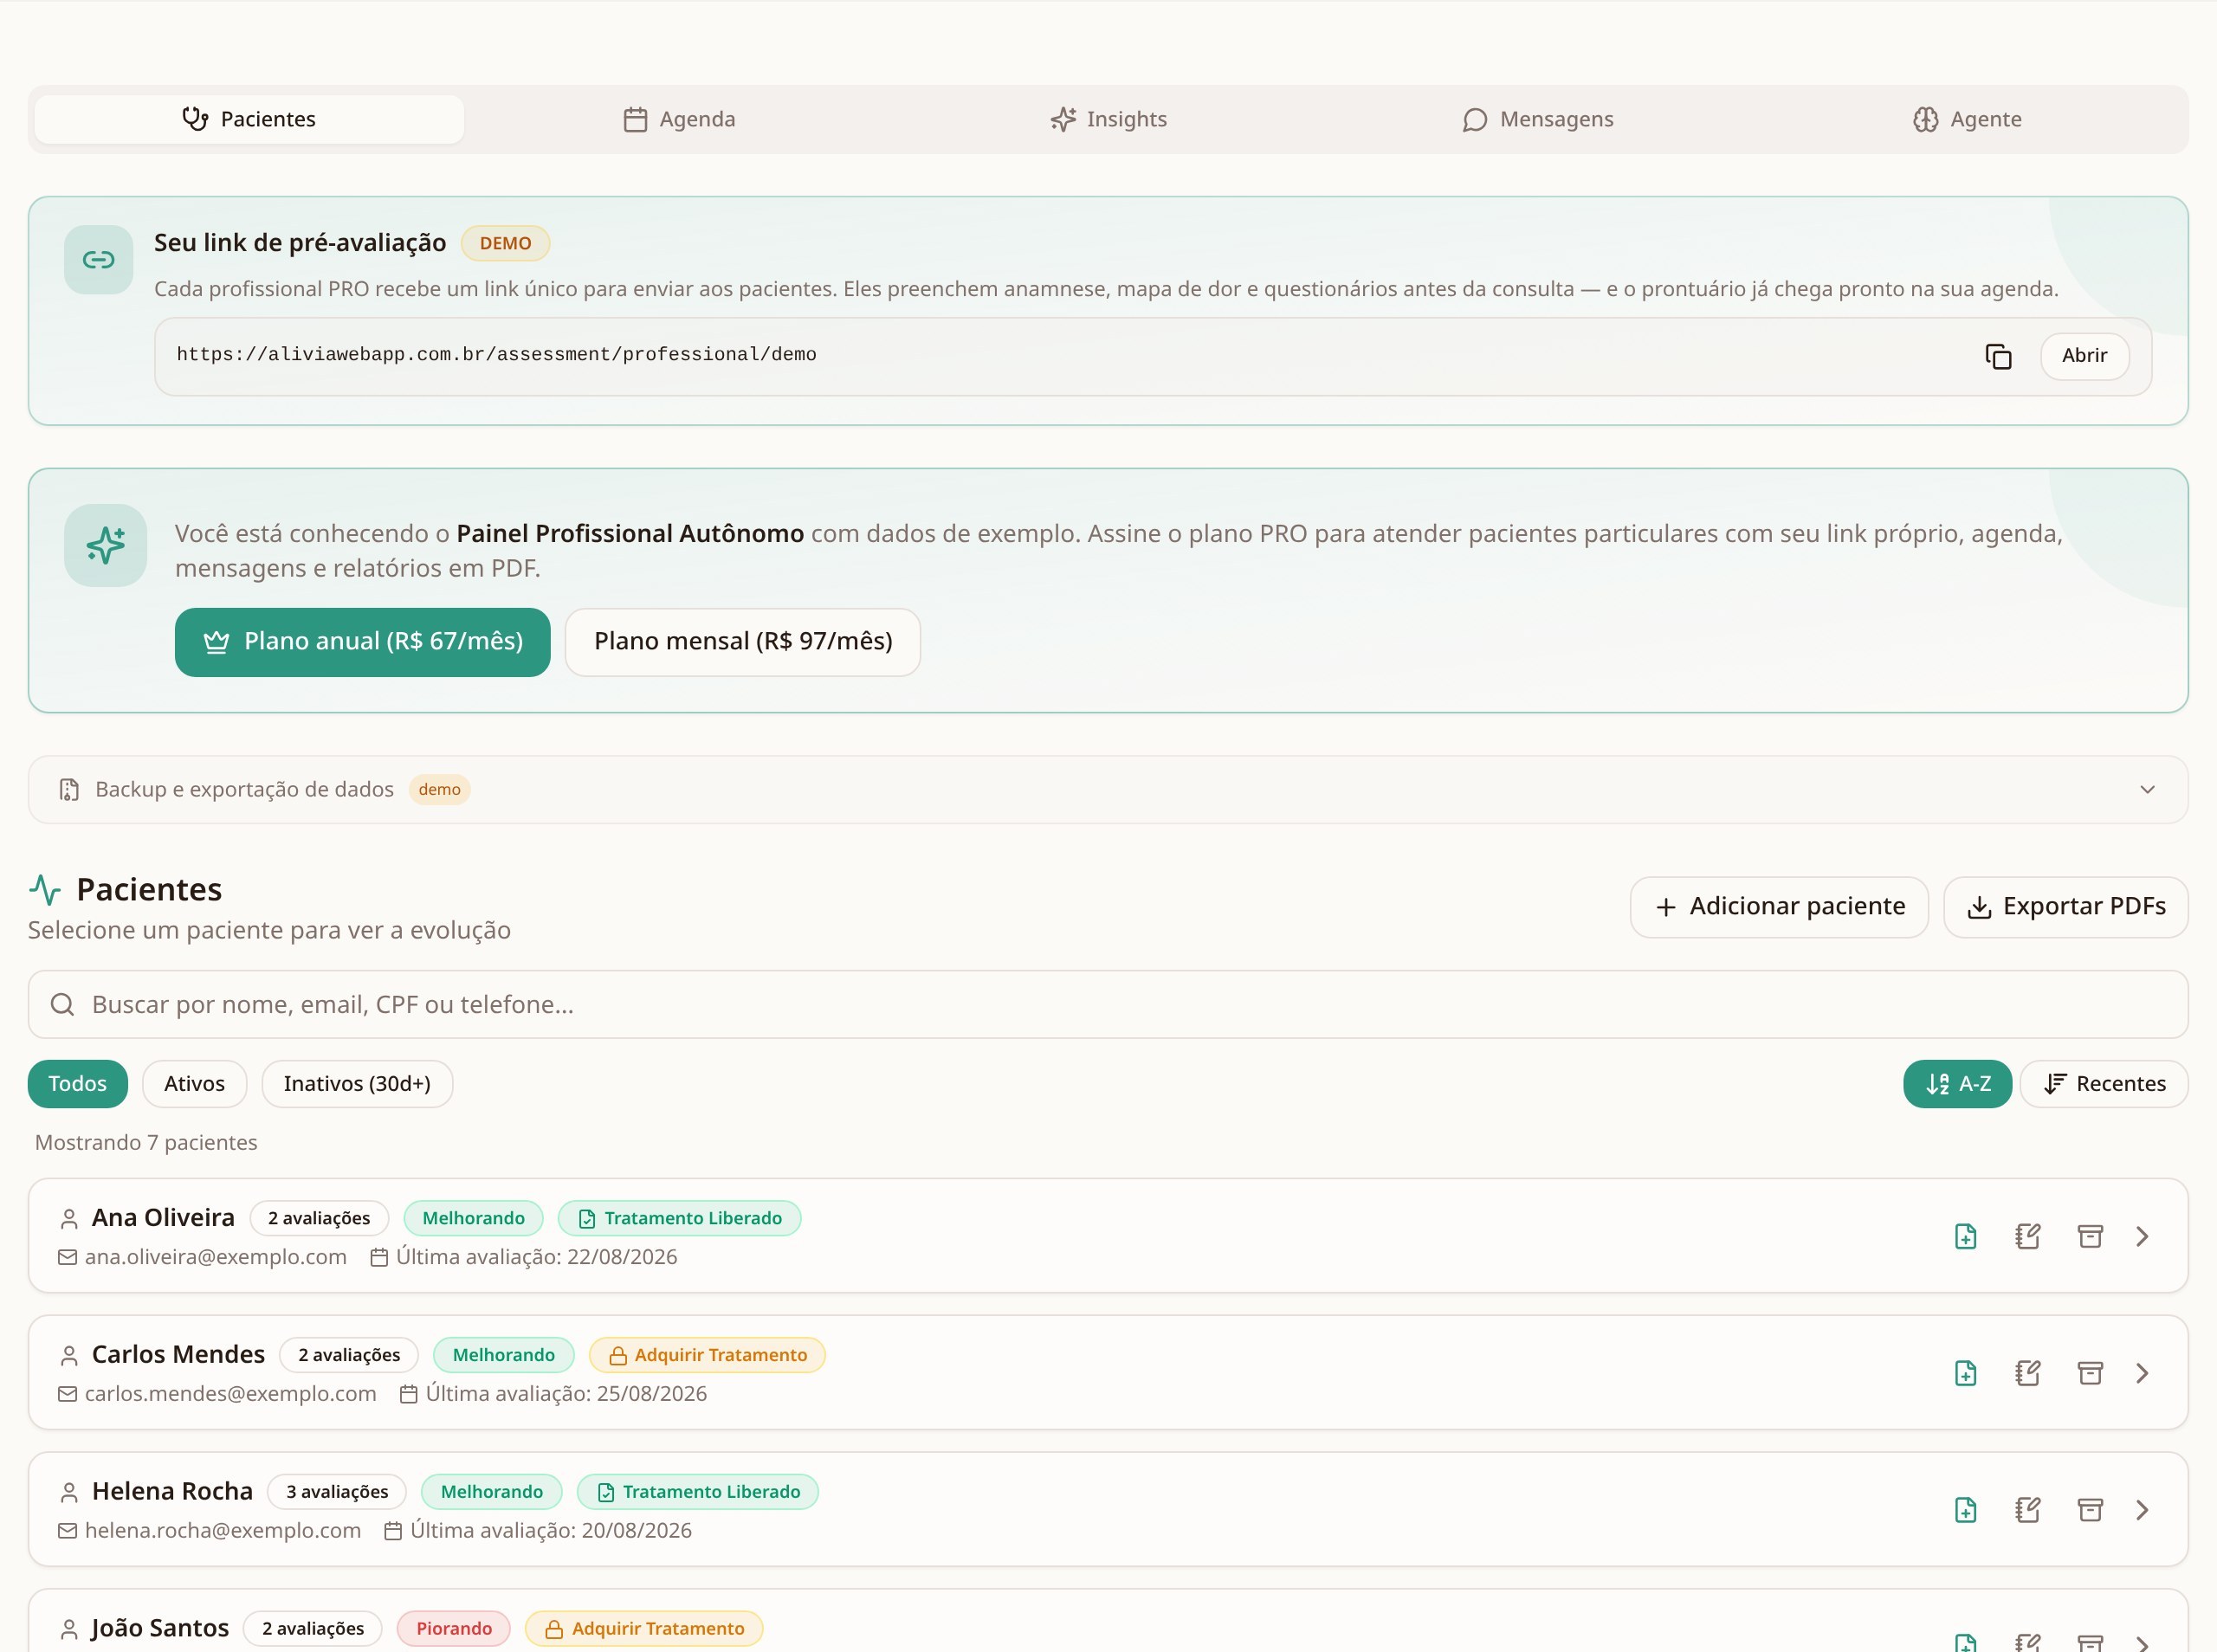 Pacientes
Agenda
Insights
Mensagens
Agente
Seu link de pré-avaliação DEMO
Cada profissional PRO recebe um link único para enviar aos pacientes. Eles preenchem anamnese, mapa de dor e questionários antes da consulta — e o prontuário já chega pronto na sua agenda.
https://aliviawebapp.com.br/assessment/professional/demo
Abrir
Você está conhecendo o Painel Profissional Autônomo com dados de exemplo. Assine o plano PRO para atender pacientes particulares com seu link próprio, agenda,
mensagens e relatórios em PDF.
Plano anual (R$ 67/mês)
Plano mensal (R$ 97/mês)
Backup e exportação de dados demo
Pacientes
Selecione um paciente para ver a evolução
Adicionar paciente
Exportar PDFs
Buscar por nome, email, CPF ou telefone...
Todos
Ativos
Inativos (30d+)
A-Z
Recentes
Mostrando 7 pacientes
Ana Oliveira 2 avaliações Melhorando Tratamento Liberado
ana.oliveira@exemplo.com Última avaliação: 22/08/2026
Carlos Mendes 2 avaliações Melhorando Adquirir Tratamento
carlos.mendes@exemplo.com Última avaliação: 25/08/2026
Helena Rocha 3 avaliações Melhorando Tratamento Liberado
helena.rocha@exemplo.com Última avaliação: 20/08/2026
João Santos 2 avaliações Piorando Adquirir Tratamento